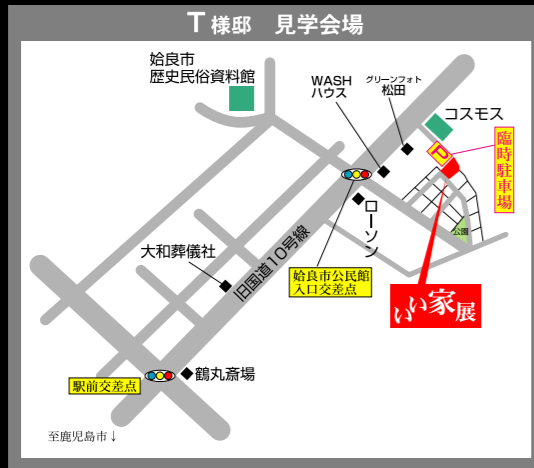 T様邸 見学会場
姶良市
歴史民俗資料館
WASH
ハウス
グリーンフォト
松田
コスモス
P
臨時駐車場
ローソン
公園
旧国道10号線
大和葬儀社
姶良市公民館
入口交差点
いい家展
鶴丸斎場
駅前交差点
至鹿児島市↓